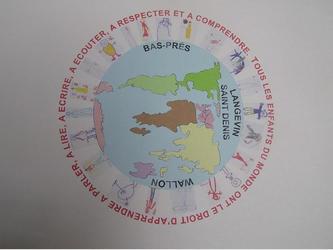 TOUS LES ENFANTS DU MONDE ONT LE DROIT D'APPRENDRE A PARLER, A LIRE, A ECRIRE, A ECOUTER, A RESPECTER ET A COMPRENDRE.
BAS-PRÉS
LANGEVIN
SAINT DENIS
WALLON